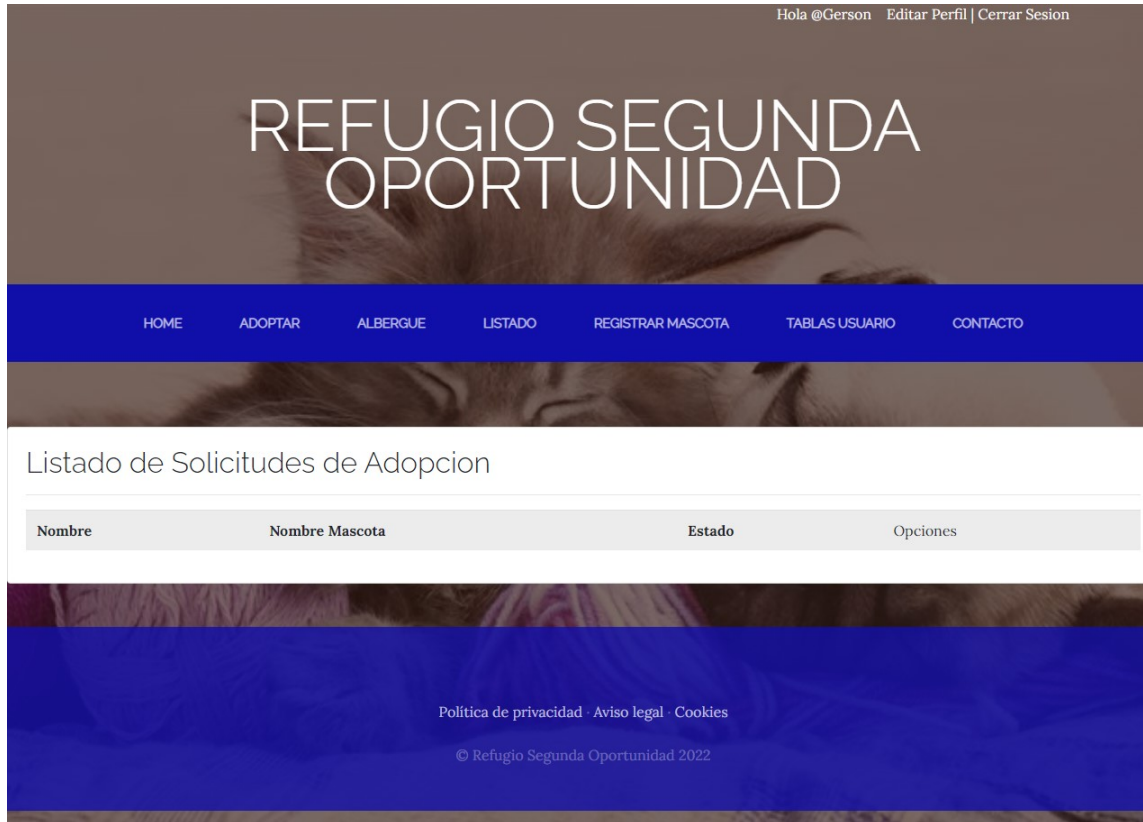 Hola @Gerson Editar Perfil | Cerrar Sesion
REFUGIO SEGUNDA
OPORTUNIDAD
HOME ADOPTAR ALBERGUE LISTADO REGISTRAR MASCOTA TABLAS USUARIO CONTACTO
Listado de Solicitudes de Adopcion
Nombre Nombre Mascota Estado Opciones
Política de privacidad · Aviso legal · Cookies
© Refugio Segunda Oportunidad 2022